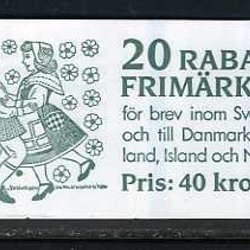 20 RABA
FRIMÄRK
för brev inom Sv
och till Danmark
land, Island och N
Pris: 40 kro